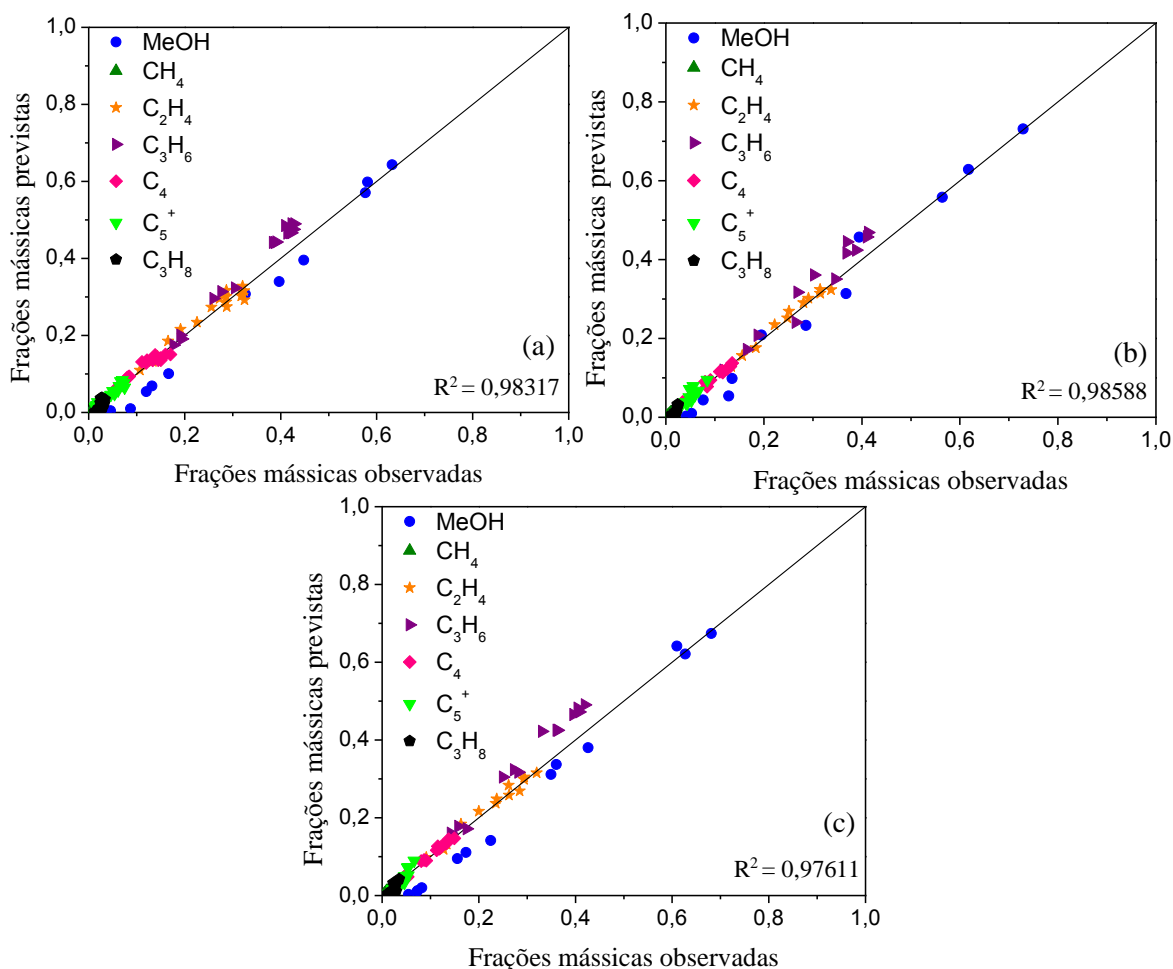 1,0
0,8
0,6
0,4
0,2
0,0
Frações mássicas previstas
MeOH
CH4
C2H4
C3H6
C4
C5+
C3H8
(a)
R2 = 0,98317
0,0 0,2 0,4 0,6 0,8 1,0
Frações mássicas observadas
1,0
0,8
0,6
0,4
0,2
0,0
Frações mássicas previstas
MeOH
CH4
C2H4
C3H6
C4
C5+
C3H8
(b)
R2 = 0,98588
0,0 0,2 0,4 0,6 0,8 1,0
Frações mássicas observadas
1,0
0,8
0,6
0,4
0,2
0,0
Frações mássicas previstas
MeOH
CH4
C2H4
C3H6
C4
C5+
C3H8
(c)
R2 = 0,97611
0,0 0,2 0,4 0,6 0,8 1,0
Frações mássicas observadas